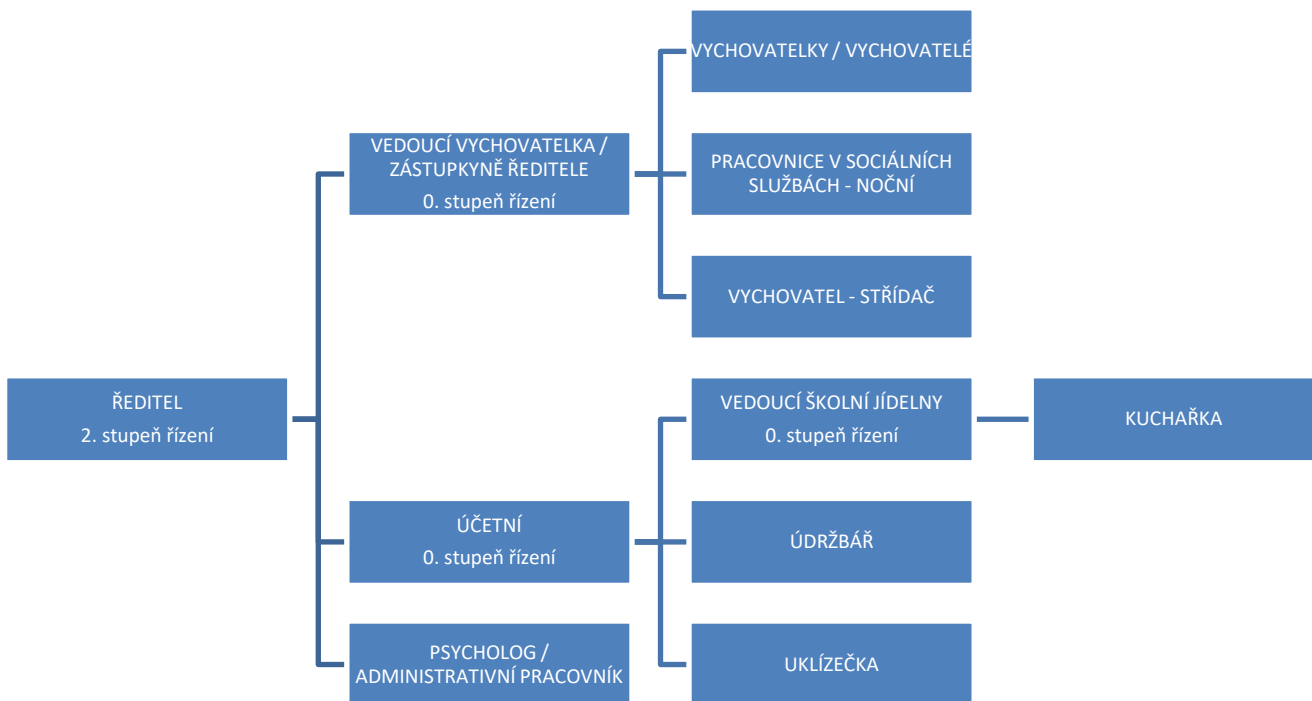 VYCHOVATELKY / VYCHOVATELÉ
VEDOUCÍ VYCHOVATELKA /
ZÁSTUPKYNĚ ŘEDITELE
0. stupeň řízení
PRACOVNICE V SOCIÁLNÍCH
SLUŽBÁCH - NOČNÍ
VYCHOVATEL - STŘÍDAČ
ŘEDITEL
2. stupeň řízení
VEDOUCÍ ŠKOLNÍ JÍDELNY
0. stupeň řízení
KUCHAŘKA
ÚČETNÍ
0. stupeň řízení
ÚDRŽBÁŘ
PSYCHOLOG /
ADMINISTRATIVNÍ PRACOVNÍK
UKLÍZEČKA